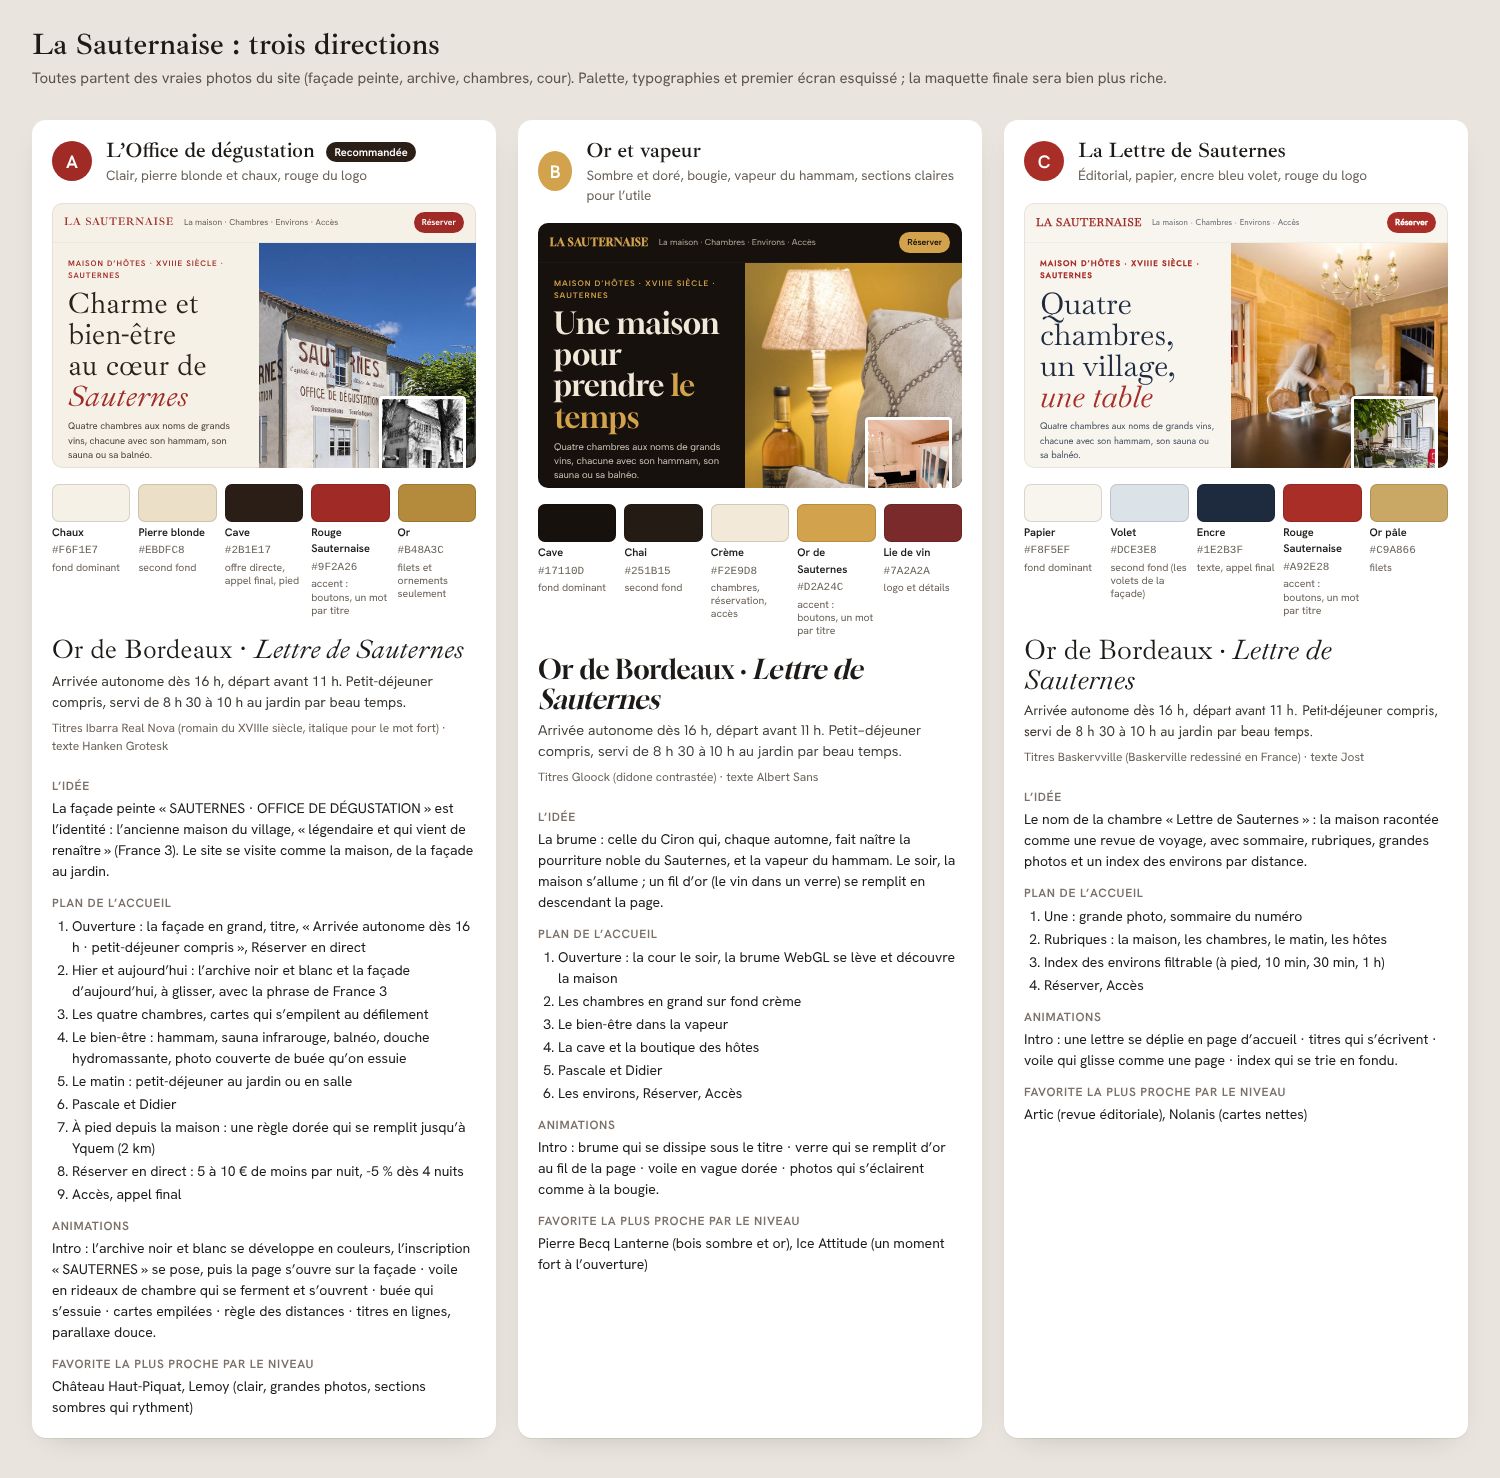 La Sauternaise : trois directions
Toutes partent des vraies photos du site (façade peinte, archive, chambres, cour). Palette, typographies et premier écran esquissé ; la maquette finale sera bien plus riche.
A
L’Office de dégustation
Recommandée
Clair, pierre blonde et chaux, rouge du logo
LA SAUTERNAISE
La maison · Chambres · Environs · Accès
Réserver
MAISON D’HÔTES · XVIIIE SIÈCLE ·
SAUTERNES
Charme et
bien-être
au cœur de
Sauternes
Quatre chambres aux noms de grands
vins, chacune avec son hammam, son
sauna ou sa balnéo.
SAUTERNES
OFFICE DE DÉGUSTATION
Chaux
#F6F1E7
fond dominant
Pierre blonde
#EBDFC8
second fond
Cave
#2B1E17
offre directe,
appel final, pied
Rouge
Sauternaise
#9F2A26
accent :
boutons, un mot
par titre
Or
#B48A3C
filets et
ornements
seulement
Or de Bordeaux · Lettre de Sauternes
Arrivée autonome dès 16 h, départ avant 11 h. Petit-déjeuner
compris, servi de 8 h 30 à 10 h au jardin par beau temps.
Titres Ibarra Real Nova (romain du XVIIIe siècle, italique pour le mot fort) ·
texte Hanken Grotesk
L’IDÉE
La façade peinte « SAUTERNES · OFFICE DE DÉGUSTATION » est
l’identité : l’ancienne maison du village, « légendaire et qui vient de
renaître » (France 3). Le site se visite comme la maison, de la façade
au jardin.
PLAN DE L’ACCUEIL
1. Ouverture : la façade en grand, titre, « Arrivée autonome dès 16
h · petit-déjeuner compris », Réserver en direct
2. Hier et aujourd’hui : l’archive noir et blanc et la façade
d’aujourd’hui, à glisser, avec la phrase de France 3
3. Les quatre chambres, cartes qui s’empilent au défilement
4. Le bien-être : hammam, sauna infrarouge, balnéo, douche
hydromassante, photo couverte de buée qu’on essuie
5. Le matin : petit-déjeuner au jardin ou en salle
6. Pascale et Didier
7. À pied depuis la maison : une règle dorée qui se remplit jusqu’à
Yquem (2 km)
8. Réserver en direct : 5 à 10 € de moins par nuit, -5 % dès 4 nuits
9. Accès, appel final
ANIMATIONS
Intro : l’archive noir et blanc se développe en couleurs, l’inscription
« SAUTERNES » se pose, puis la page s’ouvre sur la façade · voile
en rideaux de chambre qui se ferment et s’ouvrent · buée qui
s’essuie · cartes empilées · règle des distances · titres en lignes,
parallaxe douce.
FAVORITE LA PLUS PROCHE PAR LE NIVEAU
Château Haut-Piquat, Lemoy (clair, grandes photos, sections
sombres qui rythment)
B
Or et vapeur
Sombre et doré, bougie, vapeur du hammam, sections claires
pour l’utile
LA SAUTERNAISE
La maison · Chambres · Environs · Accès
Réserver
MAISON D’HÔTES · XVIIIE SIÈCLE ·
SAUTERNES
Une maison
pour
prendre le
temps
Quatre chambres aux noms de grands
vins, chacune avec son hammam, son
sauna ou sa balnéo.
Cave
#17110D
fond dominant
Chai
#251B15
second fond
Crème
#F2E9D8
chambres,
réservation,
accès
Or de
Sauternes
#D2A24C
accent :
boutons, un mot
par titre
Lie de vin
#7A2A2A
logo et détails
Or de Bordeaux · Lettre de
Sauternes
Arrivée autonome dès 16 h, départ avant 11 h. Petit-déjeuner
compris, servi de 8 h 30 à 10 h au jardin par beau temps.
Titres Gloock (didone contrastée) · texte Albert Sans
L’IDÉE
La brume : celle du Ciron qui, chaque automne, fait naître la
pourriture noble du Sauternes, et la vapeur du hammam. Le soir, la
maison s’allume ; un fil d’or (le vin dans un verre) se remplit en
descendant la page.
PLAN DE L’ACCUEIL
1. Ouverture : la cour le soir, la brume WebGL se lève et découvre
la maison
2. Les chambres en grand sur fond crème
3. Le bien-être dans la vapeur
4. La cave et la boutique des hôtes
5. Pascale et Didier
6. Les environs, Réserver, Accès
ANIMATIONS
Intro : brume qui se dissipe sous le titre · verre qui se remplit d’or
au fil de la page · voile en vague dorée · photos qui s’éclairent
comme à la bougie.
FAVORITE LA PLUS PROCHE PAR LE NIVEAU
Pierre Becq Lanterne (bois sombre et or), Ice Attitude (un moment
fort à l’ouverture)
C
La Lettre de Sauternes
Éditorial, papier, encre bleu volet, rouge du logo
LA SAUTERNAISE
La maison · Chambres · Environs · Accès
Réserver
MAISON D’HÔTES · XVIIIE SIÈCLE ·
SAUTERNES
Quatre
chambres,
un village,
une table
Quatre chambres aux noms de grands vins,
chacune avec son hammam, son sauna ou
sa balnéo.
Papier
#F8F5EF
fond dominant
Volet
#DCE3E8
second fond (les
volets de la
façade)
Encre
#1E2B3F
texte, appel final
Rouge
Sauternaise
#A92E28
accent :
boutons, un mot
par titre
Or pâle
#C9A866
filets
Or de Bordeaux · Lettre de
Sauternes
Arrivée autonome dès 16 h, départ avant 11 h. Petit-déjeuner compris,
servi de 8 h 30 à 10 h au jardin par beau temps.
Titres Baskervville (Baskerville redessiné en France) · texte Jost
L’IDÉE
Le nom de la chambre « Lettre de Sauternes » : la maison racontée
comme une revue de voyage, avec sommaire, rubriques, grandes
photos et un index des environs par distance.
PLAN DE L’ACCUEIL
1. Une : grande photo, sommaire du numéro
2. Rubriques : la maison, les chambres, le matin, les hôtes
3. Index des environs filtrable (à pied, 10 min, 30 min, 1 h)
4. Réserver, Accès
ANIMATIONS
Intro : une lettre se déplie en page d’accueil · titres qui s’écrivent ·
voile qui glisse comme une page · index qui se trie en fondu.
FAVORITE LA PLUS PROCHE PAR LE NIVEAU
Artic (revue éditoriale), Nolanis (cartes nettes)